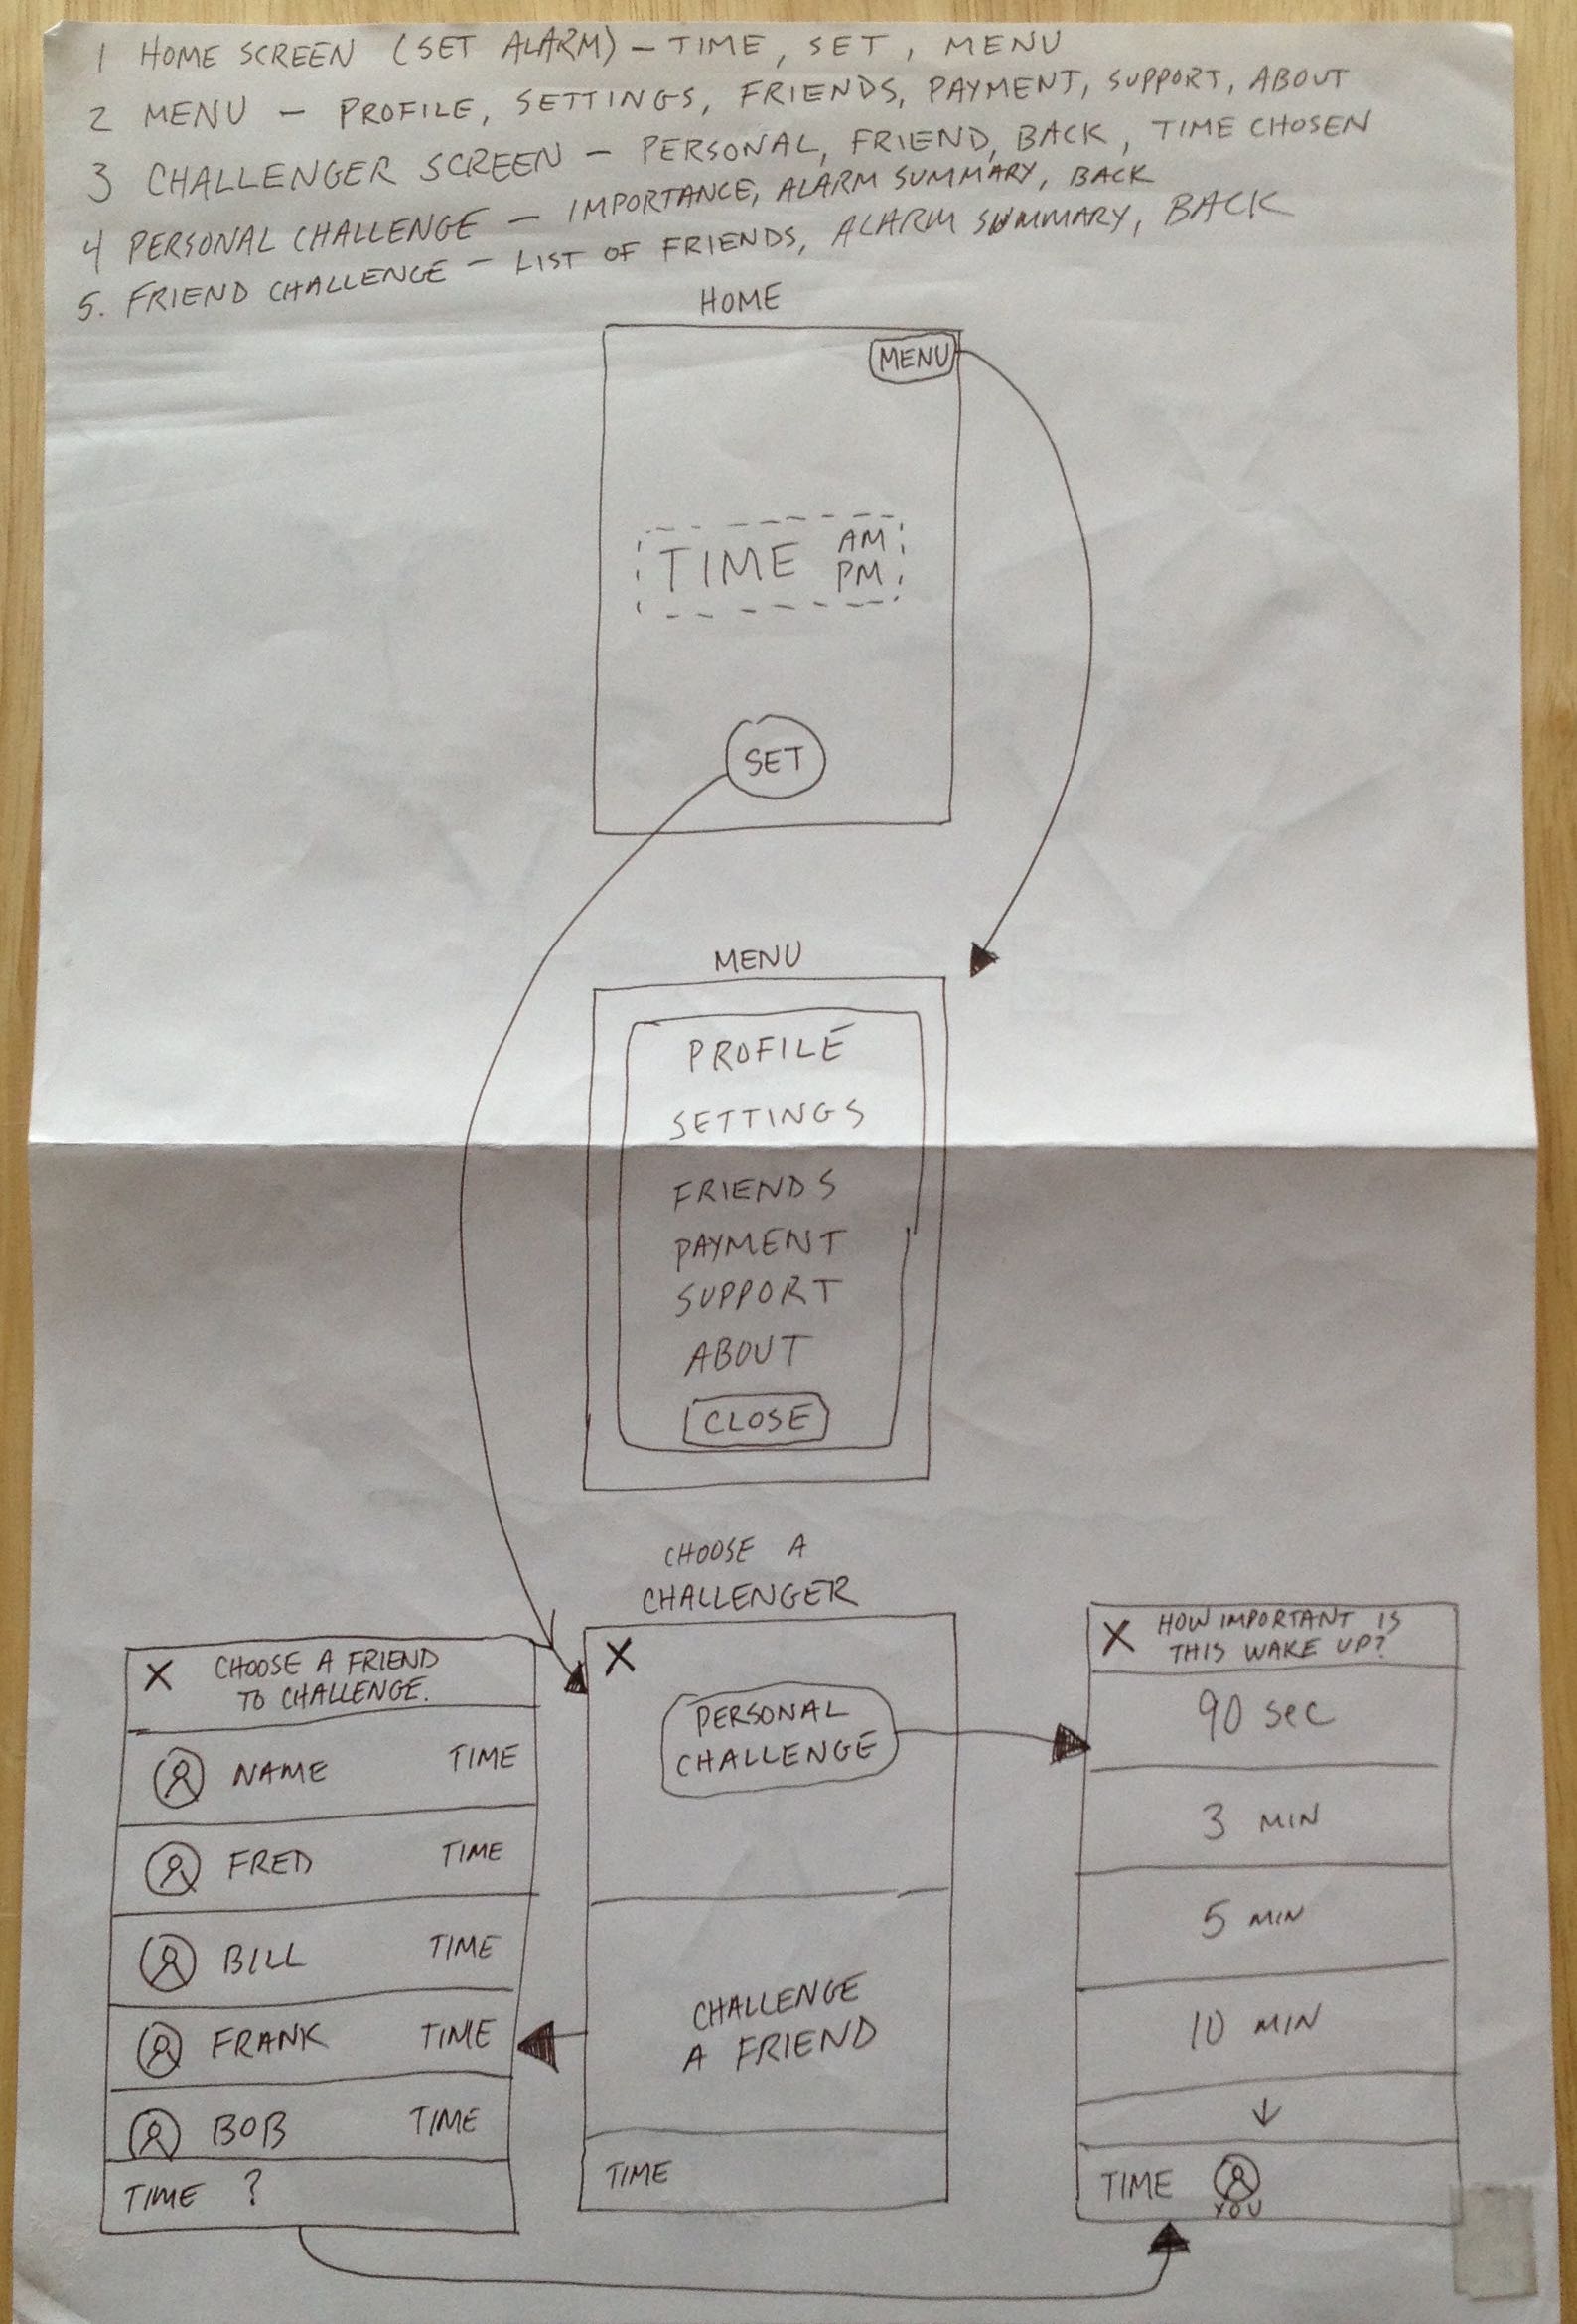 1 HOME SCREEN (SET ALARM) – TIME, SET, MENU
2 MENU – PROFILE, SETTINGS, FRIENDS, PAYMENT, SUPPORT, ABOUT
3 CHALLENGER SCREEN – PERSONAL, FRIEND, BACK, TIME CHOSEN
4 PERSONAL CHALLENGE – IMPORTANCE, ALARM SUMMARY, BACK
5. FRIEND CHALLENGE – LIST OF FRIENDS, ALARM SUMMARY, BACK
HOME
MENU
TIME AM
PM
SET
MENU
PROFILE
SETTINGS
FRIENDS
PAYMENT
SUPPORT
ABOUT
CLOSE
X CHOOSE A FRIEND
TO CHALLENGE.
NAME TIME
FRED TIME
BILL TIME
FRANK TIME
BOB TIME
TIME ?
CHOOSE A
CHALLENGER
X
PERSONAL
CHALLENGE
CHALLENGE
A FRIEND
TIME
X HOW IMPORTANT IS
THIS WAKE UP?
90 sec
3 MIN
5 MIN
10 MIN
TIME
YOU